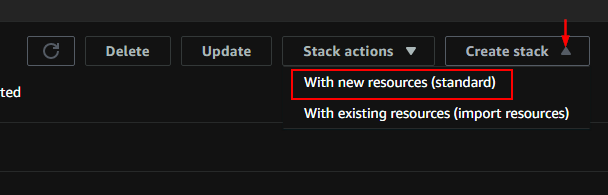 Delete
Update
Stack actions
Create stack
ted
With new resources (standard)
With existing resources (import resources)